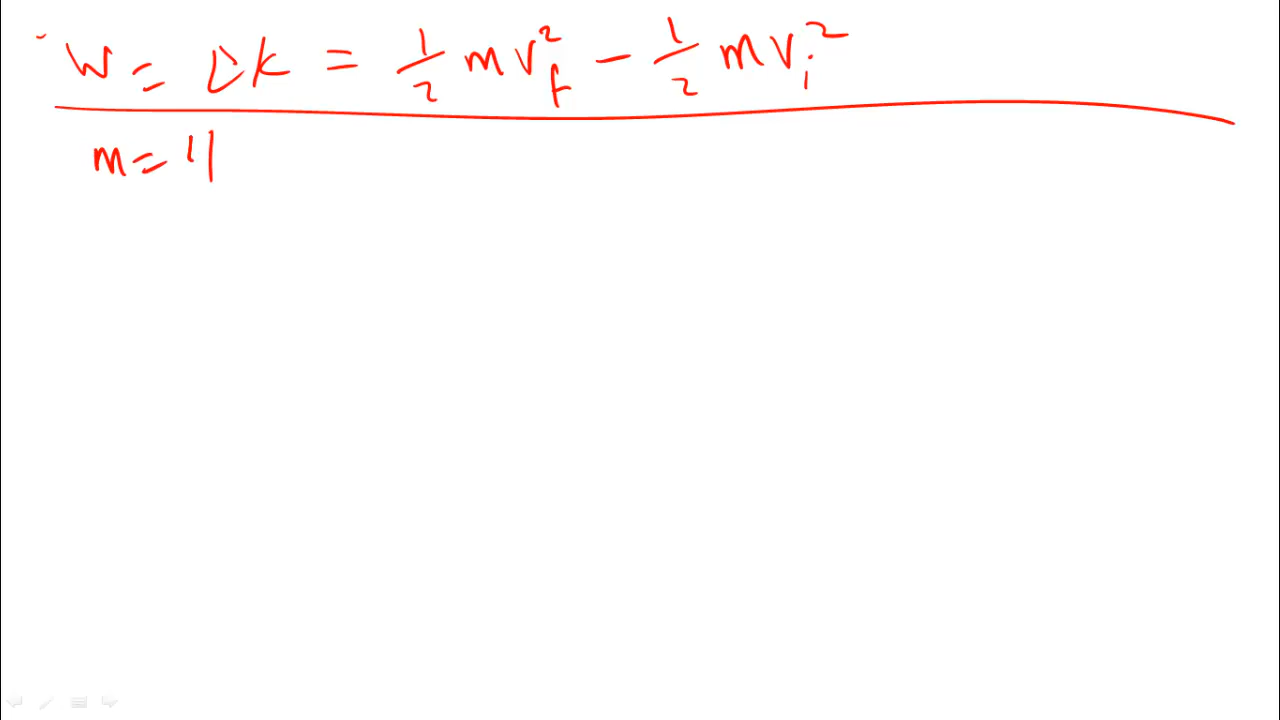 W = Δk = 1/2 mv_f^2 - 1/2 mv_i^2
m = 11